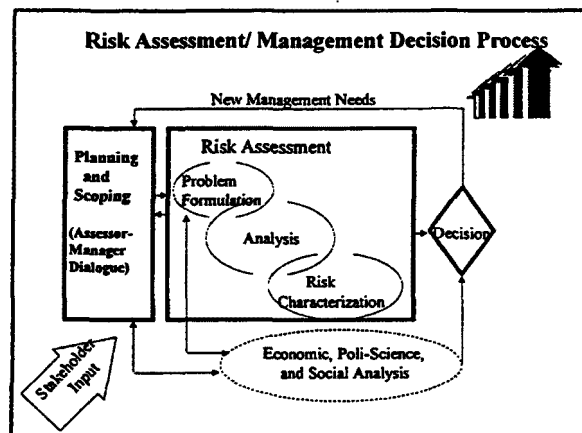 Risk Assessment/ Management Decision Process
New Management Needs
Planning
and
Scoping
(Assessor-
Manager
Dialogue)
Risk Assessment
Problem
Formulation
Analysis
Risk
Characterization
Decision
Economic, Poli-Science,
and Social Analysis
Stakeholder
Input